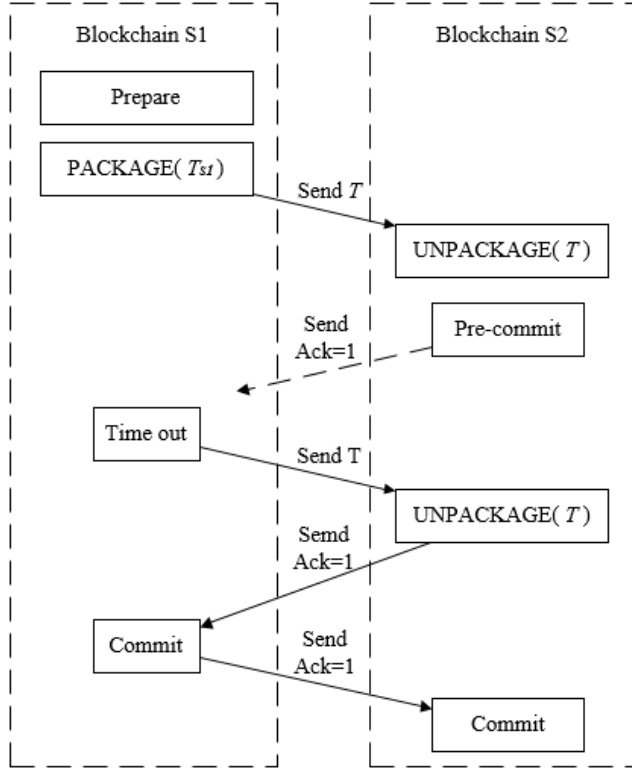 Blockchain S1
Blockchain S2
Prepare
PACKAGE( Ts1 )
Send T
UNPACKAGE( T )
Pre-commit
Send
Ack=1
Time out
Send T
UNPACKAGE( T )
Semd
Ack=1
Commit
Send
Ack=1
Commit